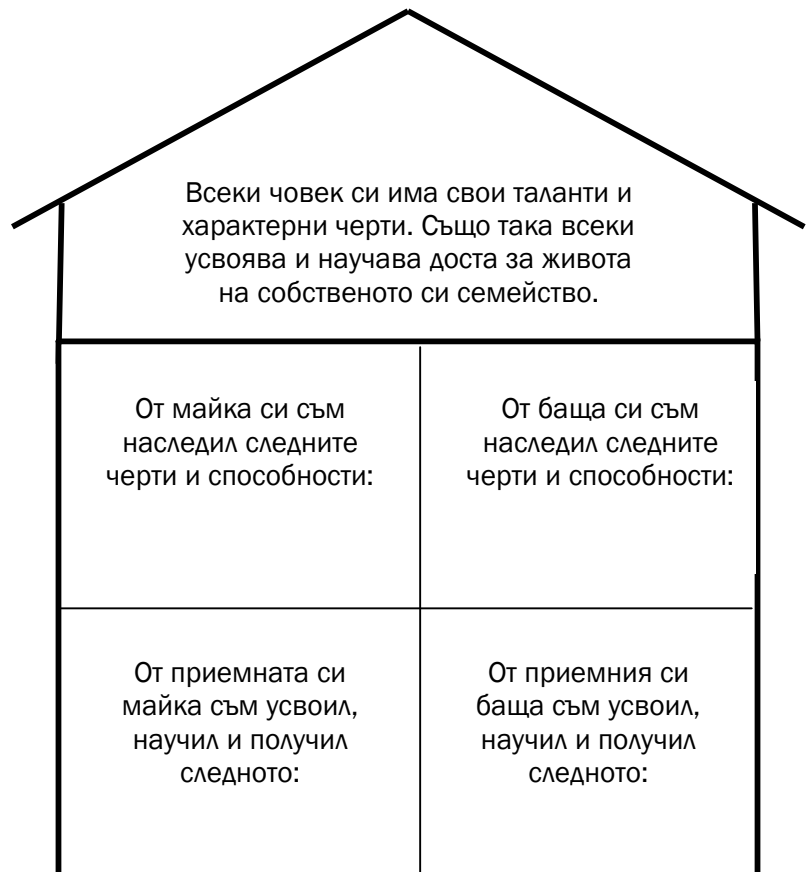 Всеки човек си има свои таланти и
характерни черти. Също така всеки
усвоява и научава доста за живота
на собственото си семейство.
От майка си съм
наследил следните
черти и способности:
От баща си съм
наследил следните
черти и способности:
От приемната си
майка съм усвоил,
научил и получил
следното:
От приемния си
баща съм усвоил,
научил и получил
следното: